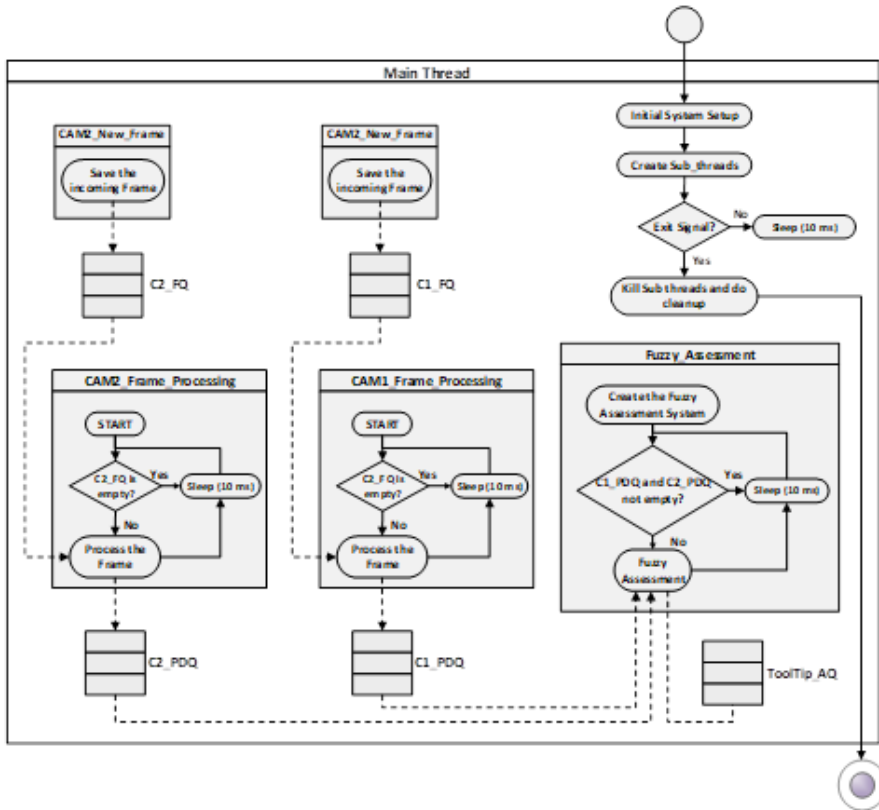 Main Thread
CAM2_New_Frame
Save the
incoming Frame
C2_FQ
CAM2_New_Frame
Save the
incoming Frame
C1_FQ
Initial System Setup
Create Sub_threads
Exit Signal?
No
Sleep (10 ms)
Yes
Kill Sub threads and do
cleanup
CAM2_Frame_Processing
START
C2_FQ is
empty?
Yes
Sleep (10 ms)
No
Process the
Frame
C2_PDQ
CAM1_Frame_Processing
START
C2_FQ is
empty?
Yes
Sleep (10 ms)
No
Process the
Frame
C1_PDQ
Fuzzy_Assessment
Create the Fuzzy
Assessment System
C1_PDQ and C2_PDQ
not empty?
Yes
Sleep (10 ms)
No
Fuzzy
Assessment
ToolTip_AQ